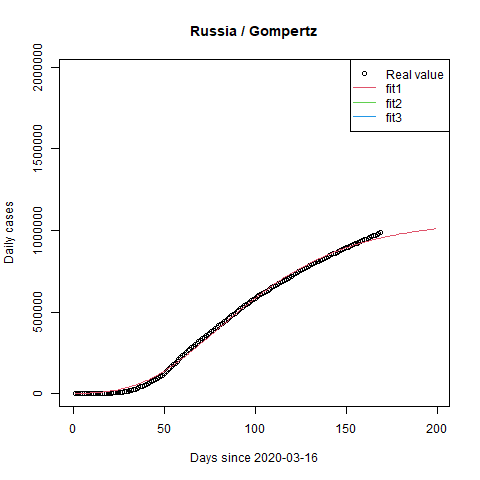 Russia / Gompertz
Real value
fit1
fit2
fit3
Daily cases
2000000
1500000
1000000
500000
0
0 50 100 150 200
Days since 2020-03-16